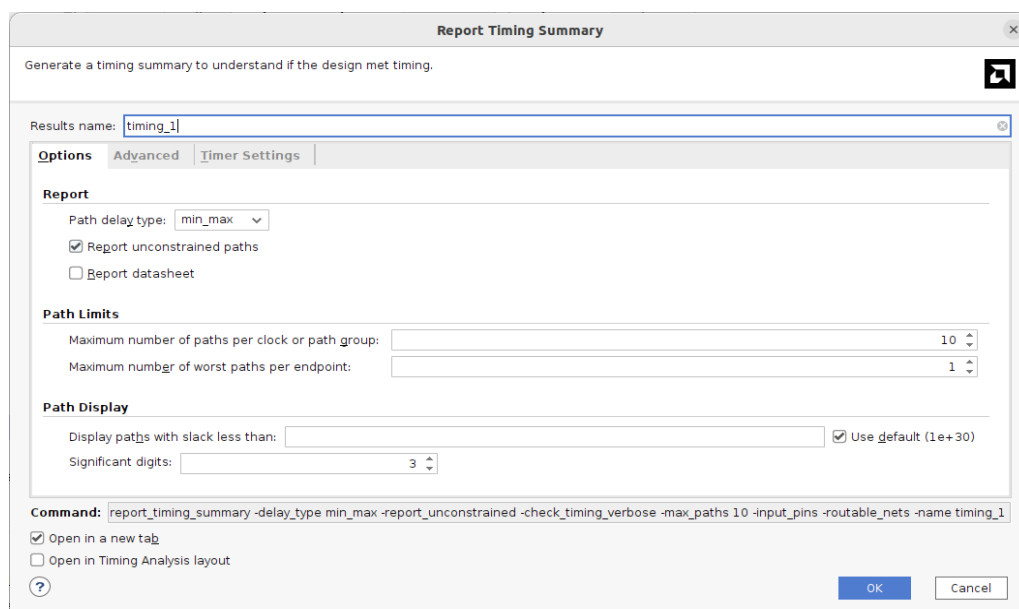 Report Timing Summary
Generate a timing summary to understand if the design met timing.
Results name: timing_1
Options Advanced Timer Settings
Report
Path delay type: min_max
Report unconstrained paths
Report datasheet
Path Limits
Maximum number of paths per clock or path group: 10
Maximum number of worst paths per endpoint: 1
Path Display
Display paths with slack less than: Use default (1e+30)
Significant digits: 3
Command: report_timing_summary -delay_type min_max -report_unconstrained -check_timing_verbose -max_paths 10 -input_pins -routable_nets -name timing_1
Open in a new tab
Open in Timing Analysis layout
? OK Cancel